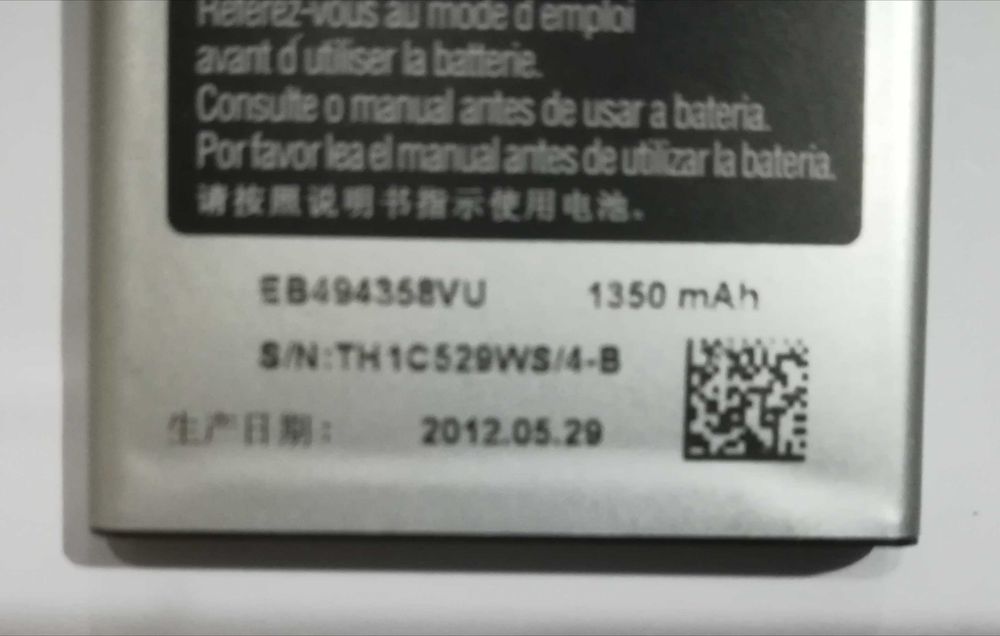 Référez-vous au mode d'emploi
avant d'utiliser la batterie.
Consulte o manual antes de usar a bateria.
Por favor lea el manual antes de utilizar la bateria.
请按照说明书指示使用电池。
EB494358VU 1350 mAh
S/N:TH1C529WS/4-B
生产日期: 2012.05.29